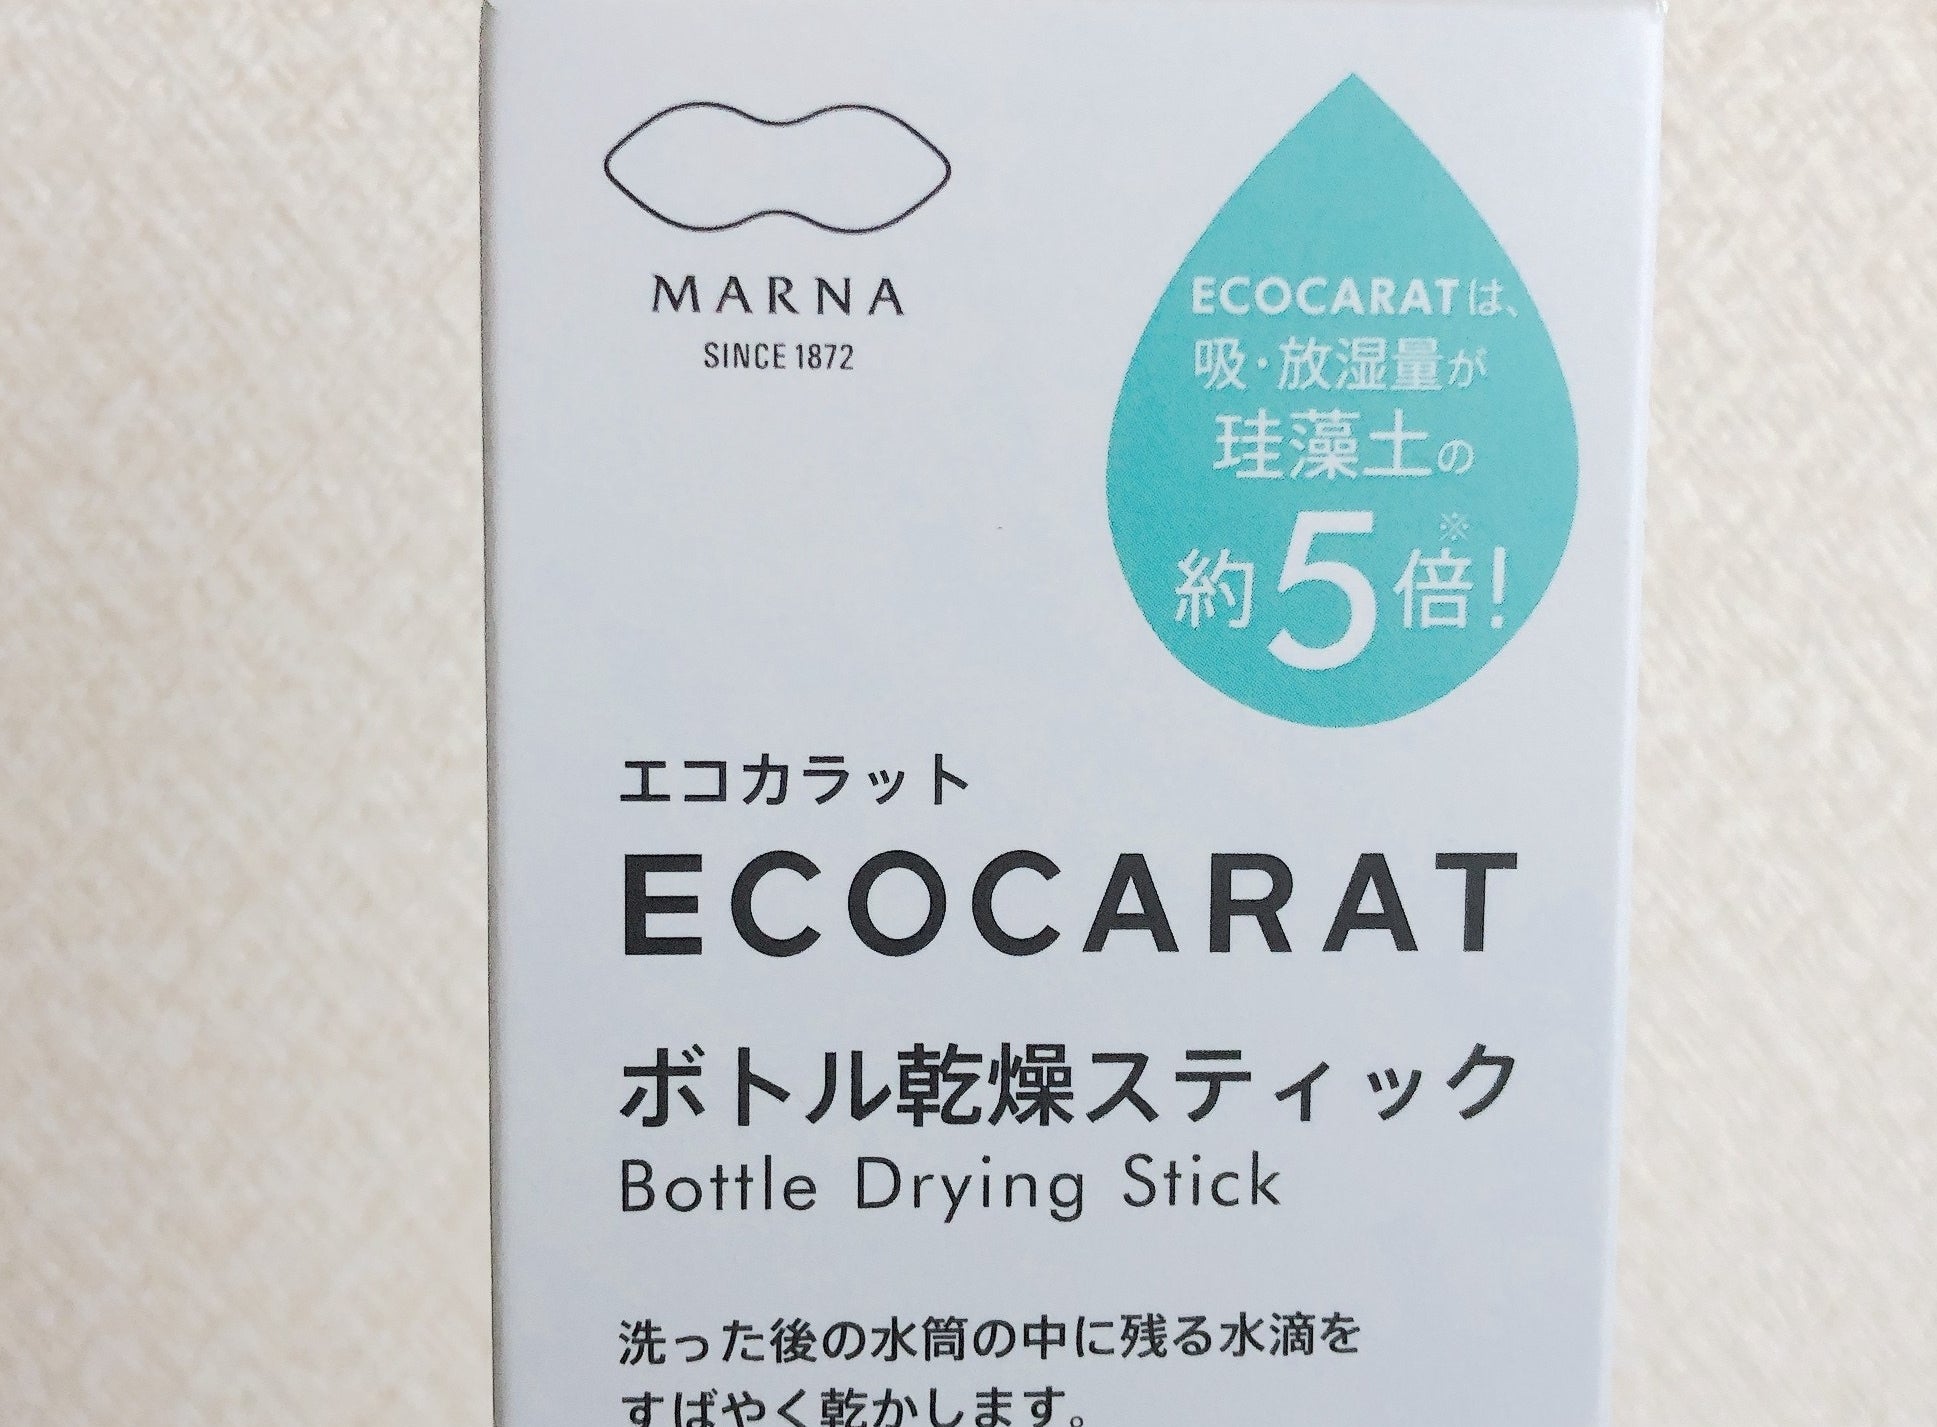 MARNA
SINCE 1872
ECOCARATは、
吸・放湿量が
珪藻土の
約5倍※!
エコカラット
ECOCARAT
ボトル乾燥スティック
Bottle Drying Stick
洗った後の水筒の中に残る水滴を
すばやく乾かします。